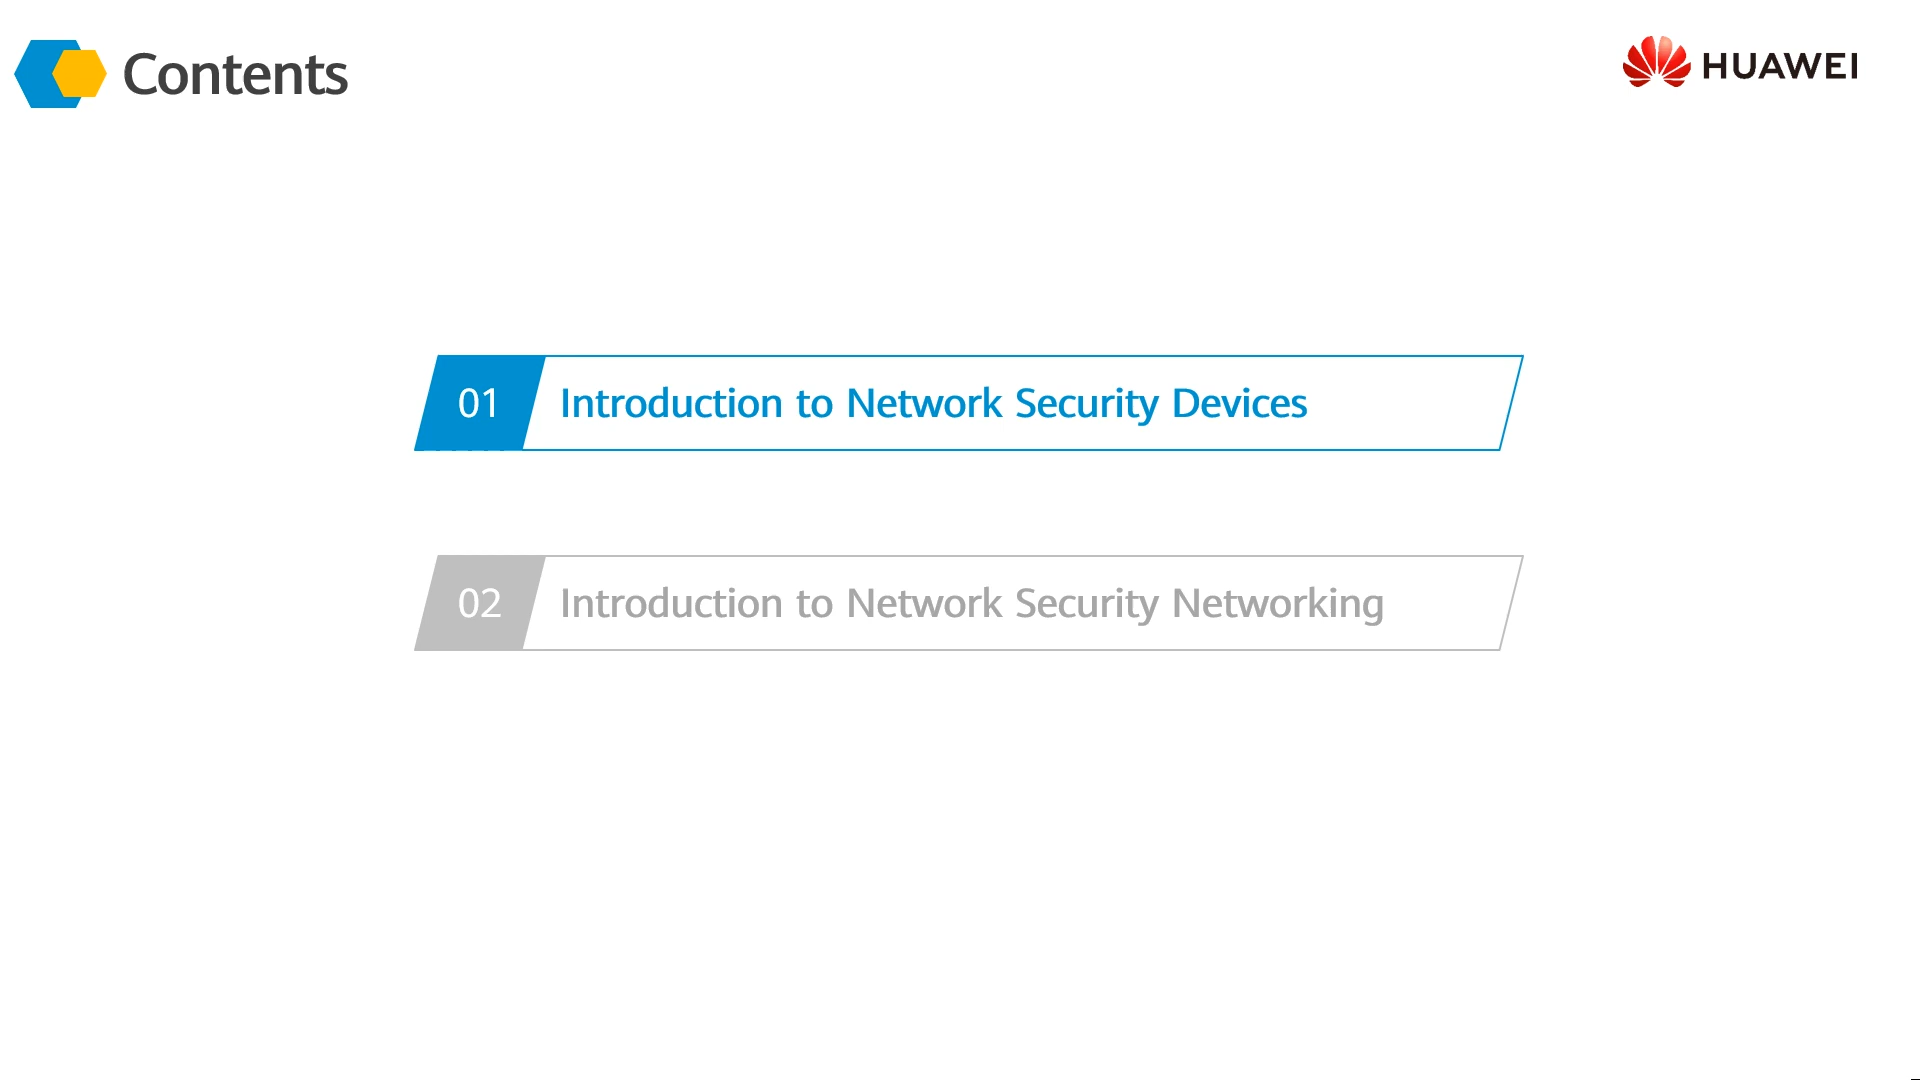 Contents
HUAWEI
01 Introduction to Network Security Devices
02 Introduction to Network Security Networking